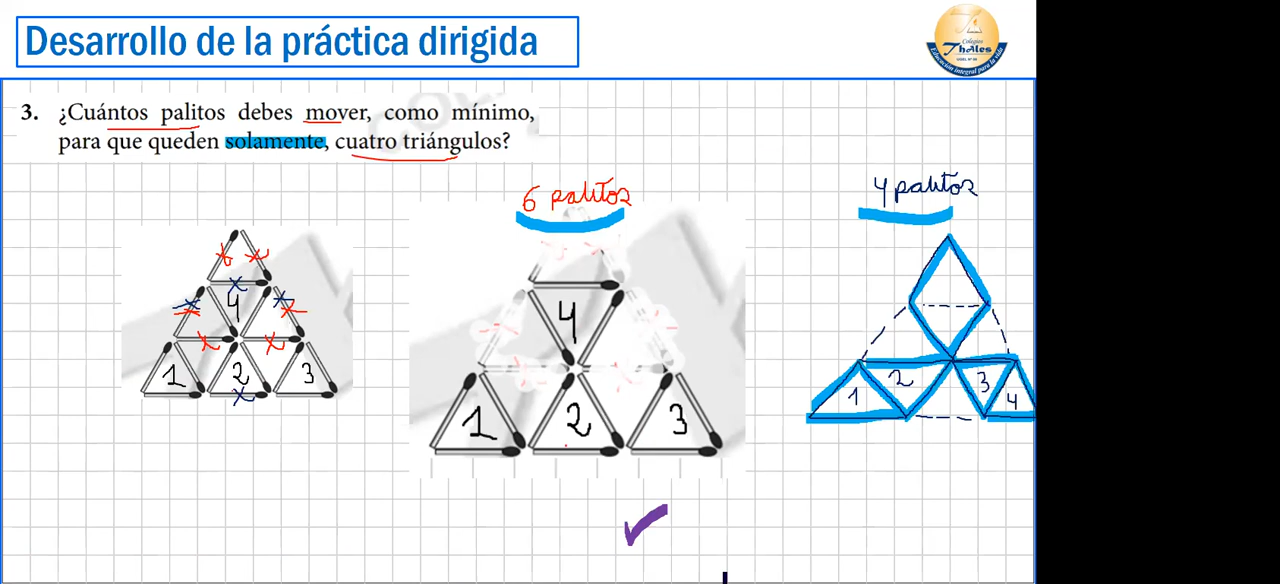 Desarrollo de la práctica dirigida
Colegios
Thales
Educación integral para la vida
3. ¿Cuántos palitos debes mover, como mínimo,
para que queden solamente, cuatro triángulos?
6 palitos
4 palitos
4
1 2 3
4
1 2 3
1 2 3 4